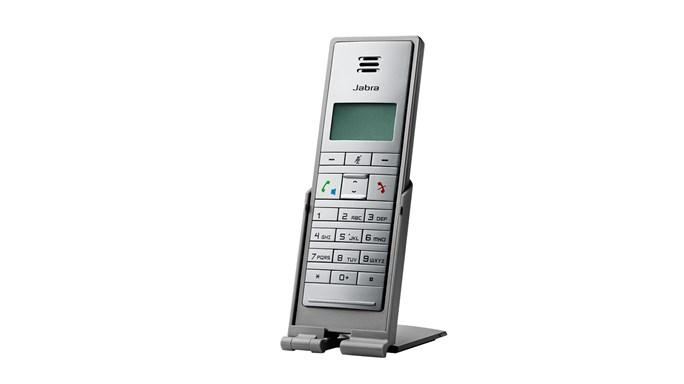 Jabra
1 2 ABC 3 DEF
4 GHI 5 JKL 6 MNO
7 PQRS 8 TUV 9 WXYZ
* 0+ ¤